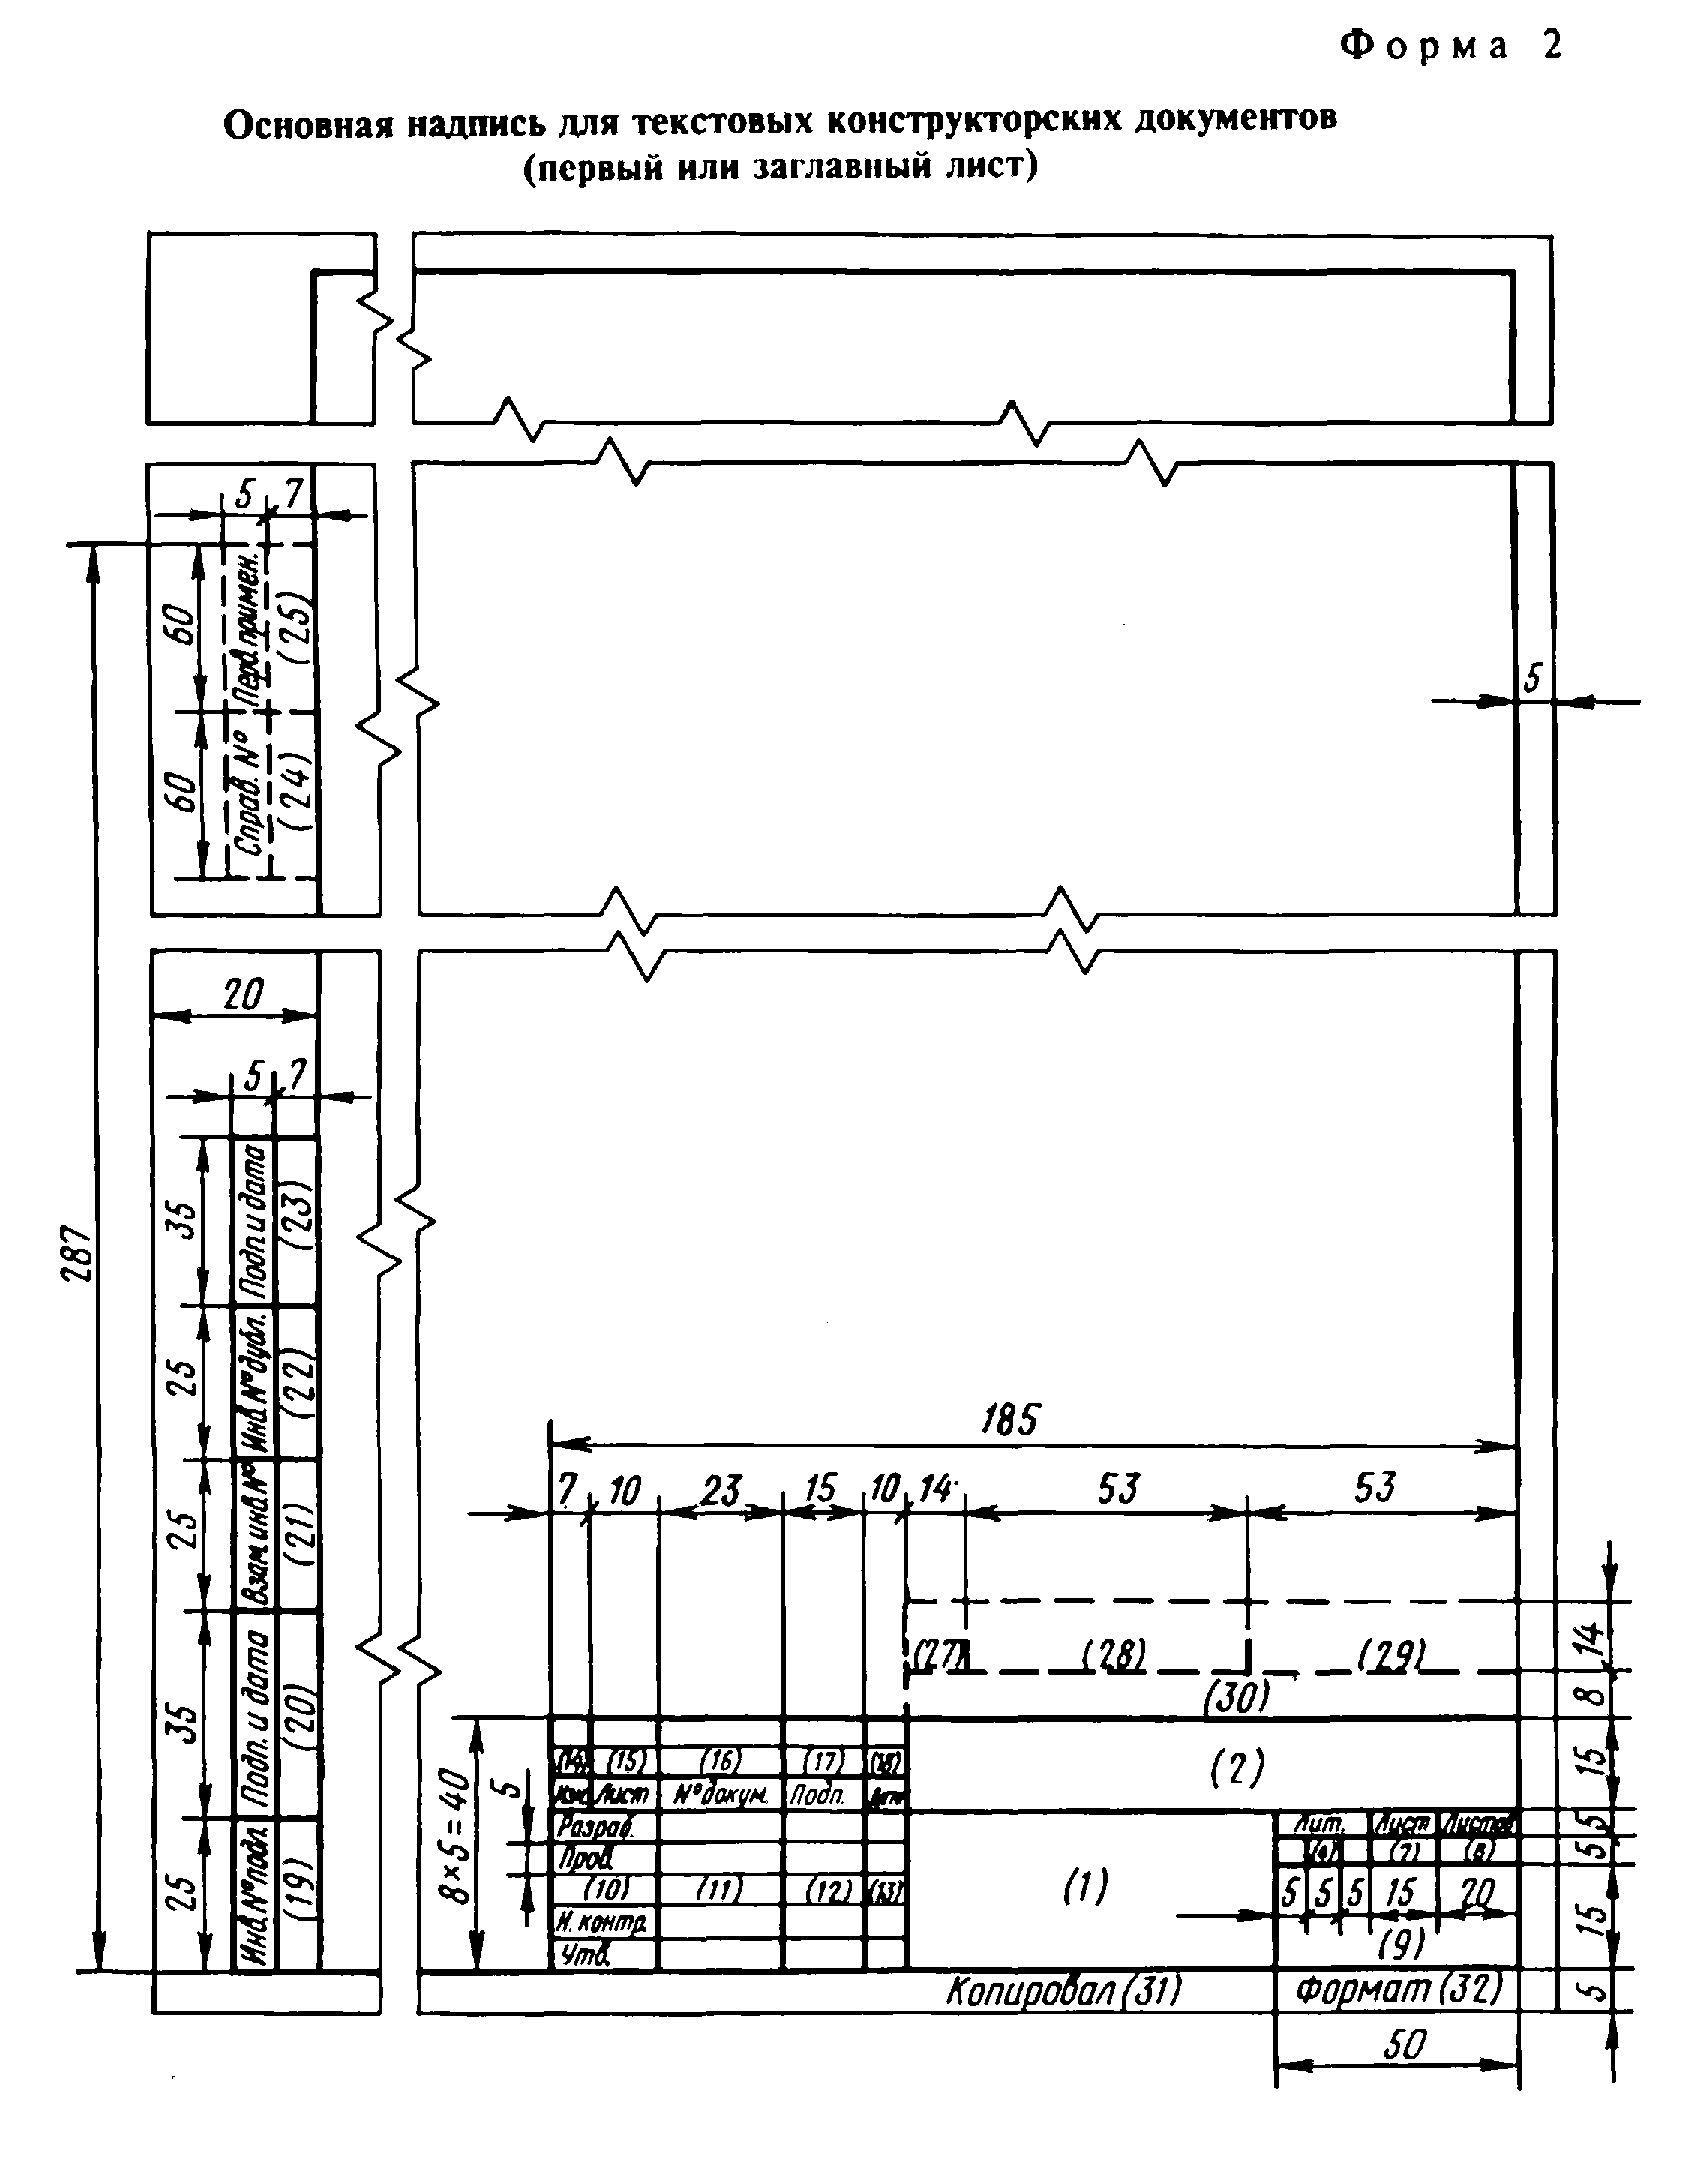 Форма 2
Основная надпись для текстовых конструкторских документов
(первый или заглавный лист)
5 7
60
Перв. примен.
(25)
5
60
Справ. №
(24)
20
5 7
287
35
Подп и дата
(23)
25
Инв. № дубл.
(22)
25
Взам. инв. №
(21)
35
Подп. и дата
(20)
25
Инв. № подл.
(19)
185
7 10 23 15 10 14 53 53
14
(27) (28) (29)
8
(30)
8×5=40
5
(14) (15) (16) (17) (18)
(2)
15
Изм. Лист № докум. Подп. Дата
Разраб.
Лит. Лист Листов
5
Пров.
(4) (7) (8)
5
(10) (11) (12) (13)
(1)
5 5 5 15 20
15
Н. контр.
(9)
Утв.
Копировал (31) Формат (32)
5
50